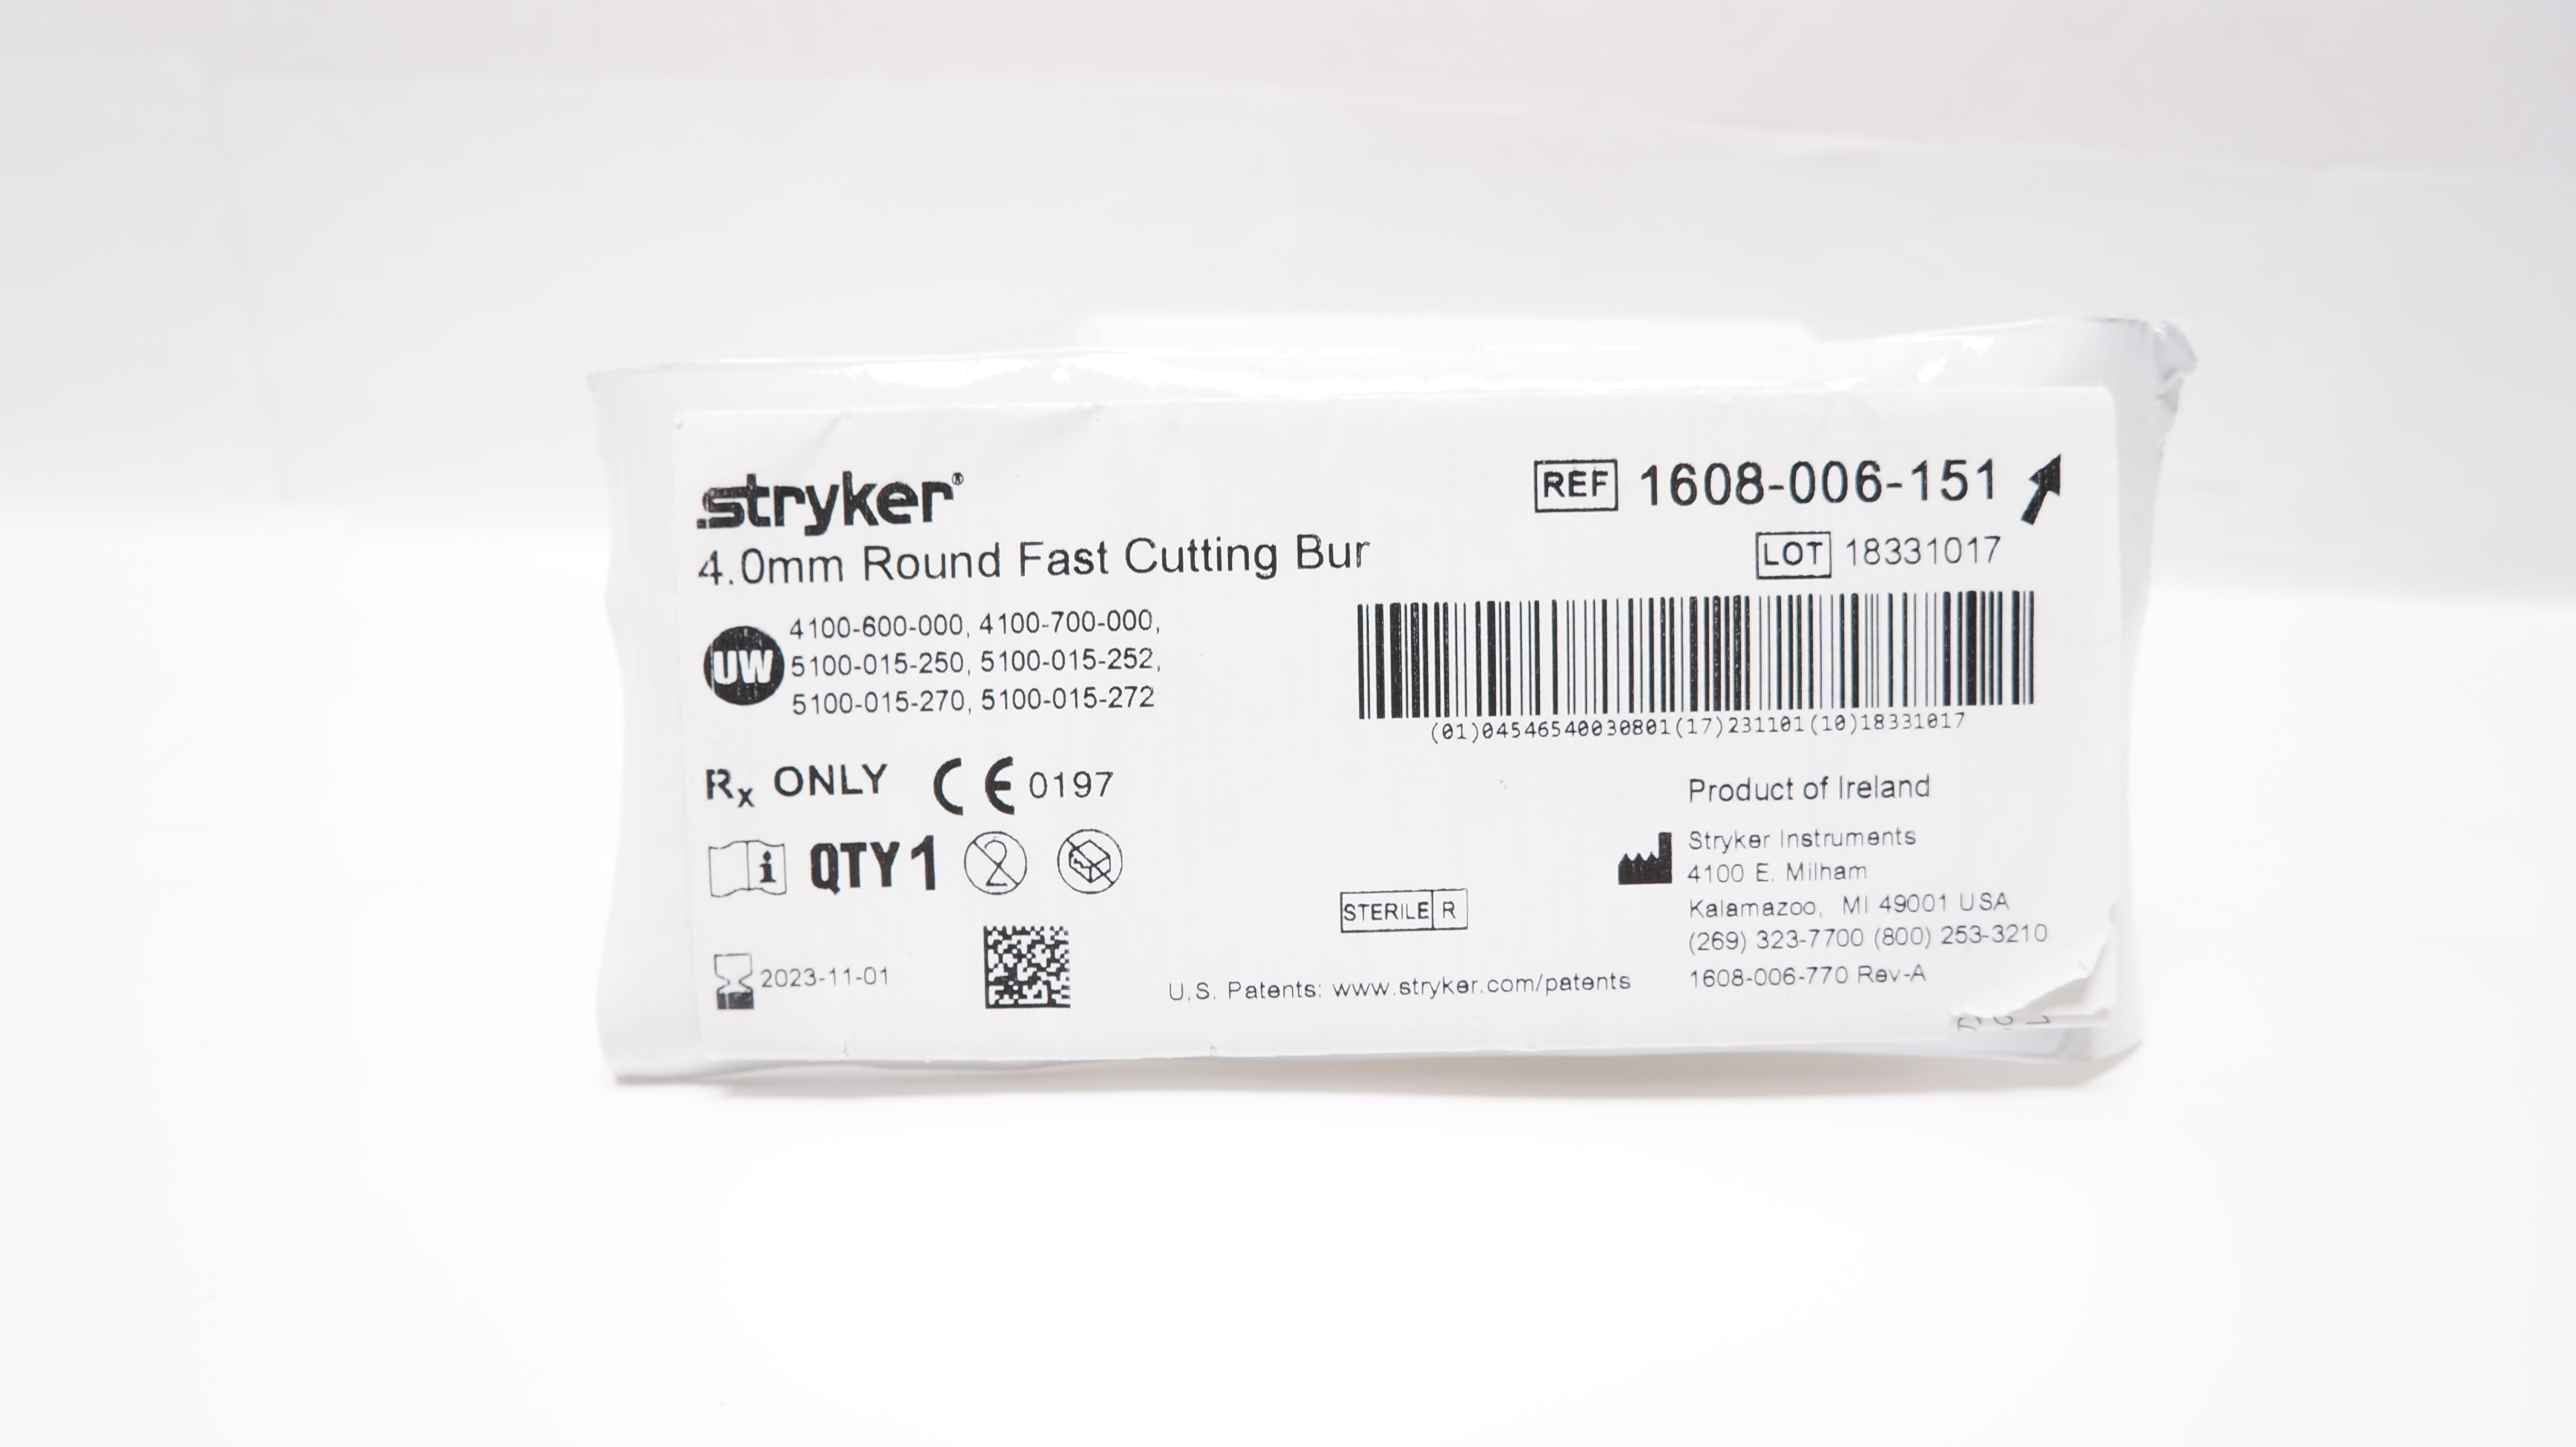 stryker®
4.0mm Round Fast Cutting Bur
REF 1608-006-151
LOT 18331017
UW
4100-600-000, 4100-700-000,
5100-015-250, 5100-015-252,
5100-015-270, 5100-015-272
(01)04546540030801(17)231101(10)18331017
Rx ONLY CE 0197
i QTY 1 2
2023-11-01
STERILE R
U.S. Patents: www.stryker.com/patents
Product of Ireland
Stryker Instruments
4100 E. Milham
Kalamazoo, MI 49001 USA
(269) 323-7700 (800) 253-3210
1608-006-770 Rev-A